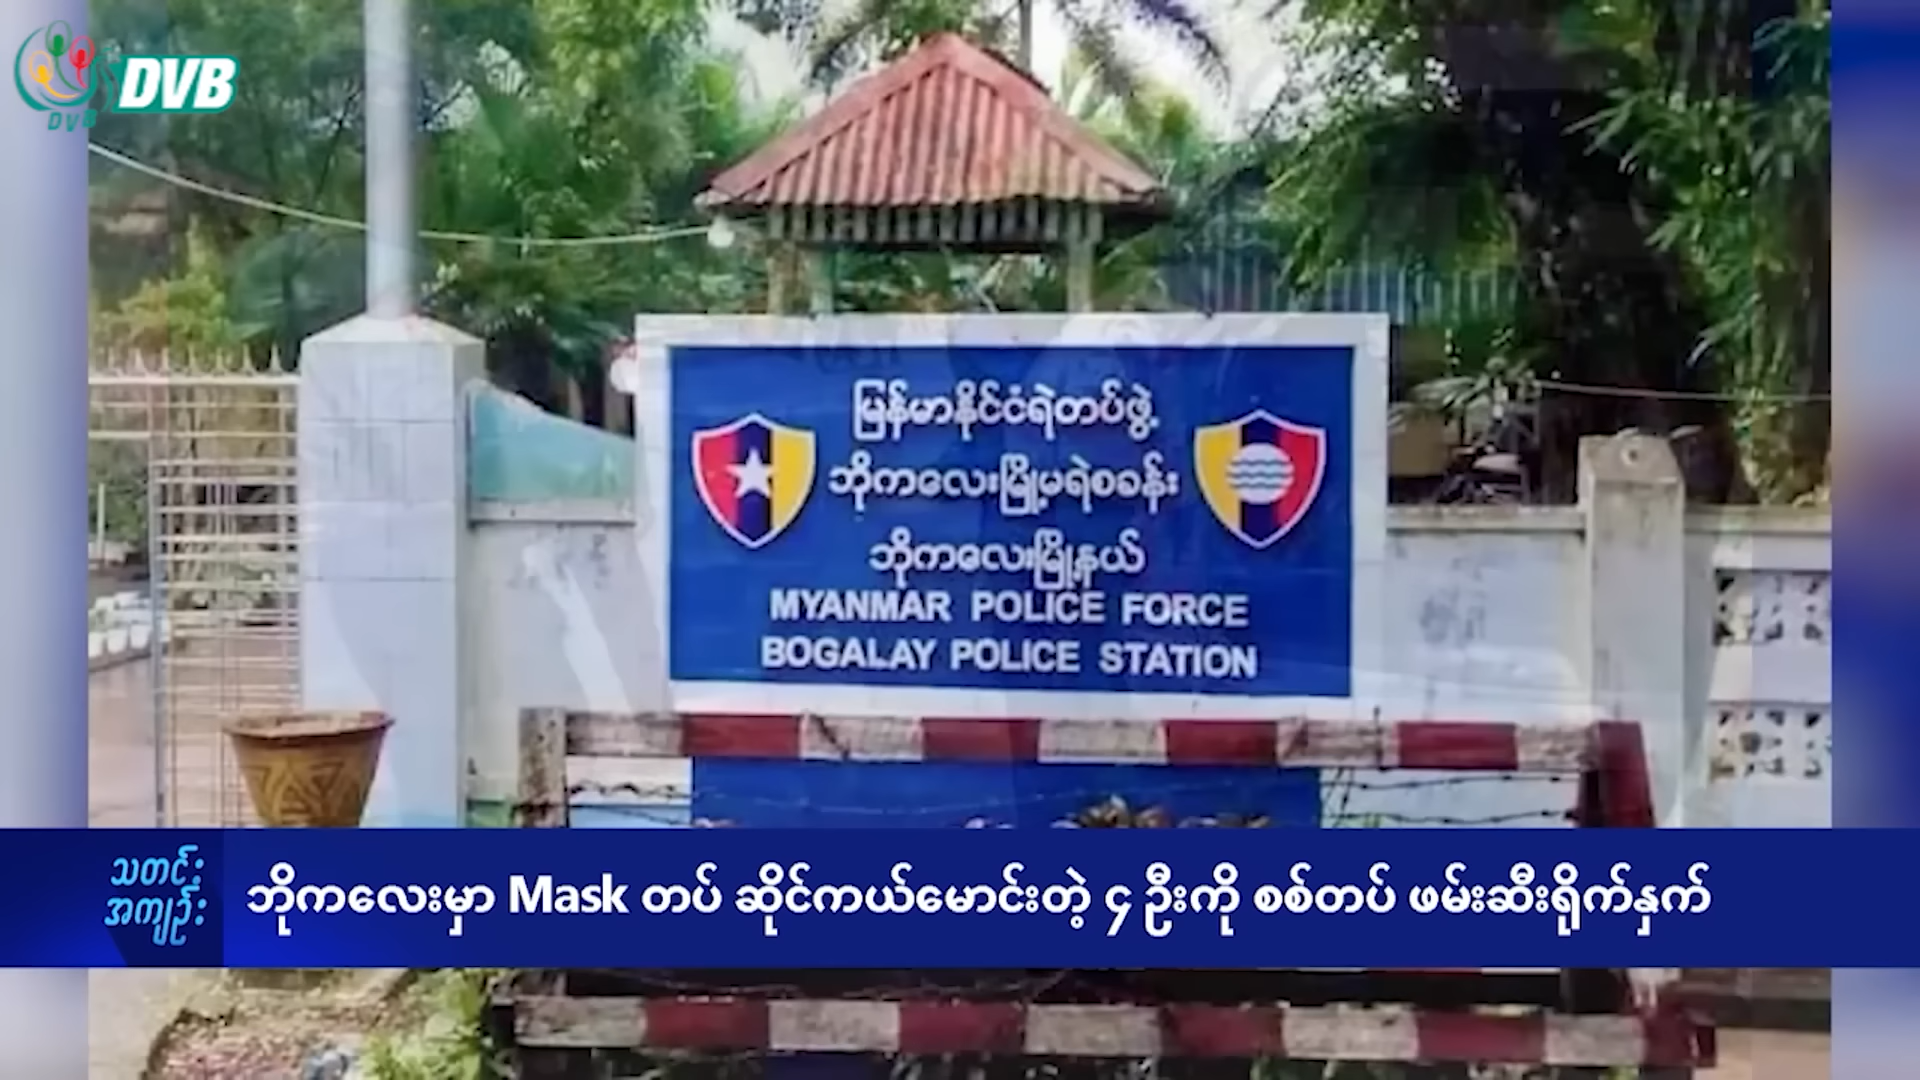 DVB
DVB
မြန်မာနိုင်ငံရဲတပ်ဖွဲ့
ဘိုကလေးမြို့မရဲစခန်း
ဘိုကလေးမြို့နယ်
MYANMAR POLICE FORCE
BOGALAY POLICE STATION
သတင်း
အကျဉ်း
ဘိုကလေးမှာ Mask တပ် ဆိုင်ကယ်မောင်းတဲ့ ၄ ဦးကို စစ်တပ် ဖမ်းဆီးရိုက်နှက်